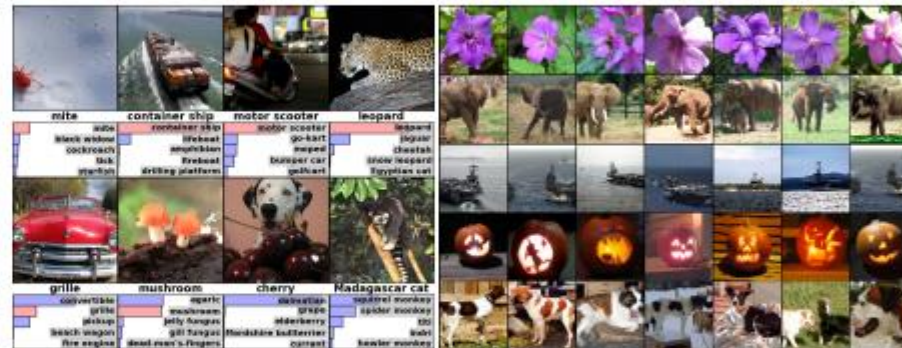 mite
container ship
motor scooter
leopard
mite
black widow
cockroach
tick
starfish
container ship
lifeboat
amphibian
fireboat
drilling platform
motor scooter
go-kart
moped
bumper car
golfcart
leopard
jaguar
cheetah
snow leopard
Egyptian cat
grille
mushroom
cherry
Madagascar cat
convertible
grille
pickup
beach wagon
fire engine
agaric
mushroom
jelly fungus
gill fungus
dead-man's-fingers
dalmatian
grape
elderberry
ffordshire bullterrier
currant
squirrel monkey
spider monkey
titi
indri
howler monkey